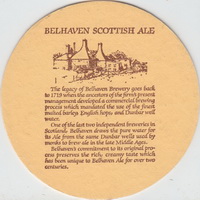 BELHAVEN SCOTTISH ALE
The legacy of Belhaven Brewery goes back
to 1719 when the ancestors of the present
management developed a commercial brewing
process which mandated the use of the finest
malted barley, English hops and Dunbar well
water.
One of the last two independent breweries in
Scotland, Belhaven draws the pure water for
its Ale from the same Dunbar wells used by
monks to brew ale in the late Middle Ages.
Belhaven's commitment to its original pro-
cess preserves the rich, creamy taste which
has been unique to Belhaven Ale for over two
centuries.